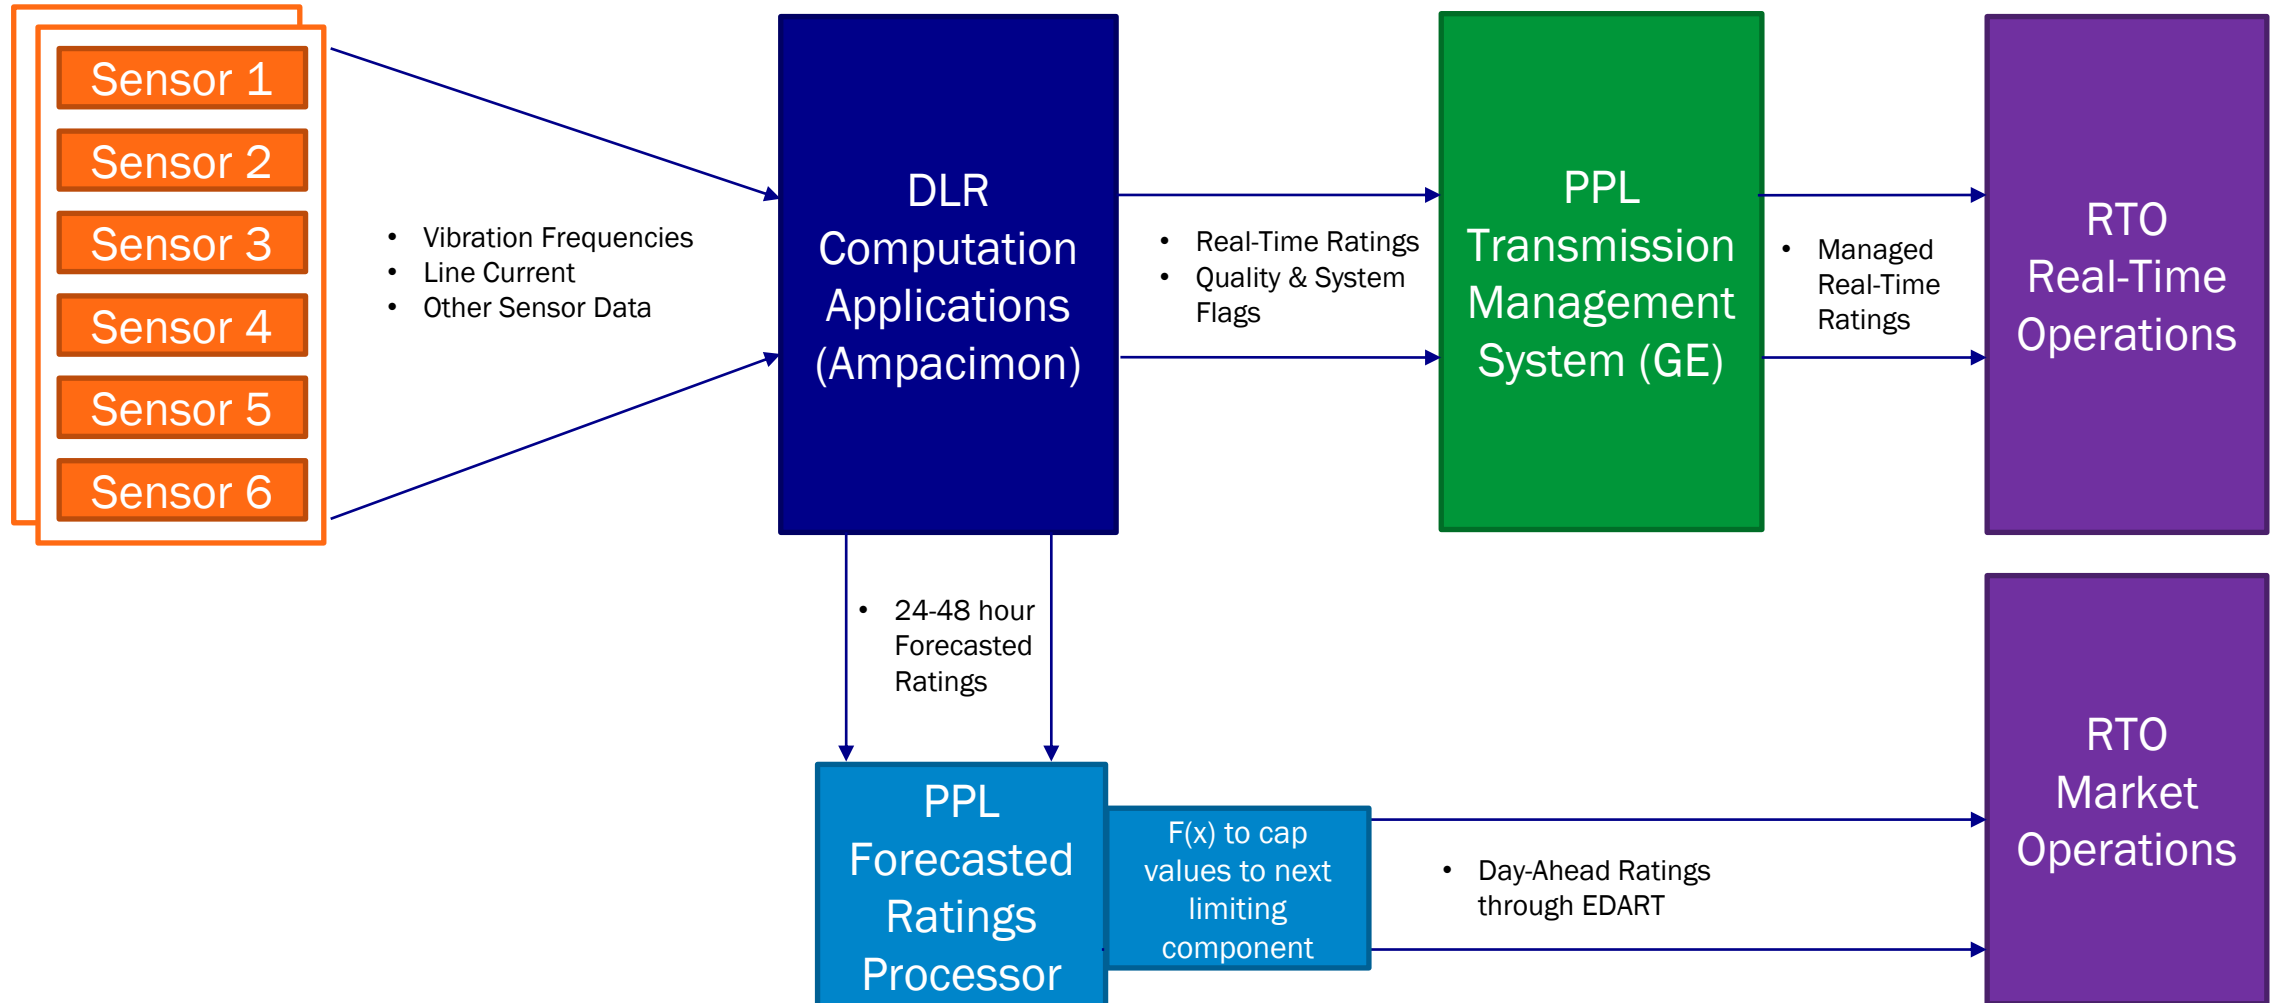 Sensor 1
Sensor 2
Sensor 3
Sensor 4
Sensor 5
Sensor 6
• Vibration Frequencies
• Line Current
• Other Sensor Data
DLR
Computation
Applications
(Ampacimon)
• Real-Time Ratings
• Quality & System
Flags
PPL
Transmission
Management
System (GE)
• Managed
Real-Time
Ratings
RTO
Real-Time
Operations
• 24-48 hour
Forecasted
Ratings
PPL
Forecasted
Ratings
Processor
F(x) to cap
values to next
limiting
component
• Day-Ahead Ratings
through EDART
RTO
Market
Operations